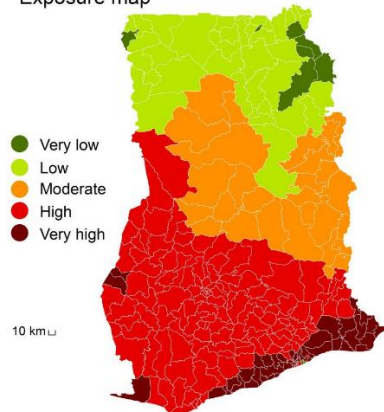 Exposure map
Very low
Low
Moderate
High
Very high
10 km